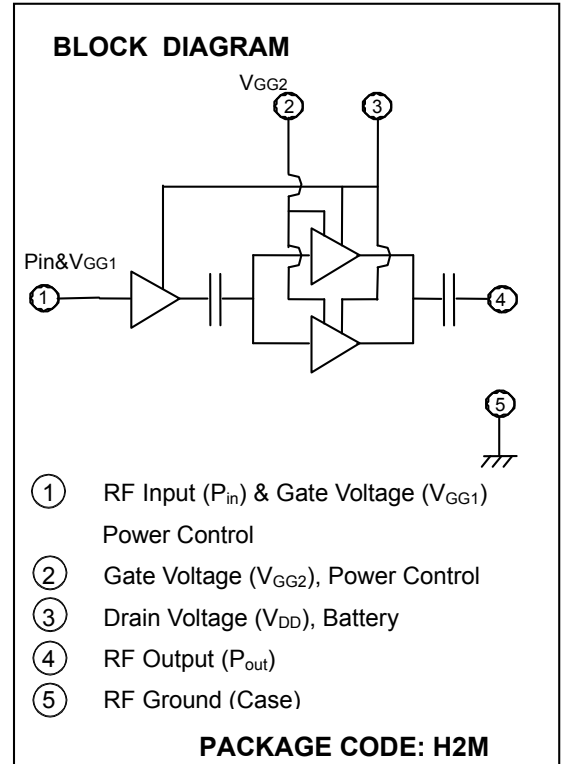 BLOCK DIAGRAM
VGG2
2
3
Pin&VGG1
1
4
5
1 RF Input (Pin) & Gate Voltage (VGG1)
Power Control
2 Gate Voltage (VGG2), Power Control
3 Drain Voltage (VDD), Battery
4 RF Output (Pout)
5 RF Ground (Case)
PACKAGE CODE: H2M